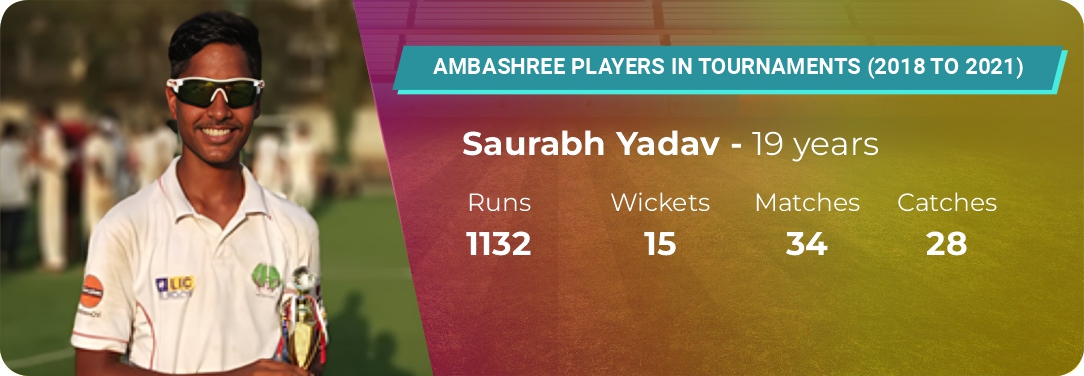 AMBASHREE PLAYERS IN TOURNAMENTS (2018 TO 2021)
Saurabh Yadav - 19 years
Runs Wickets Matches Catches
1132 15 34 28
LIC